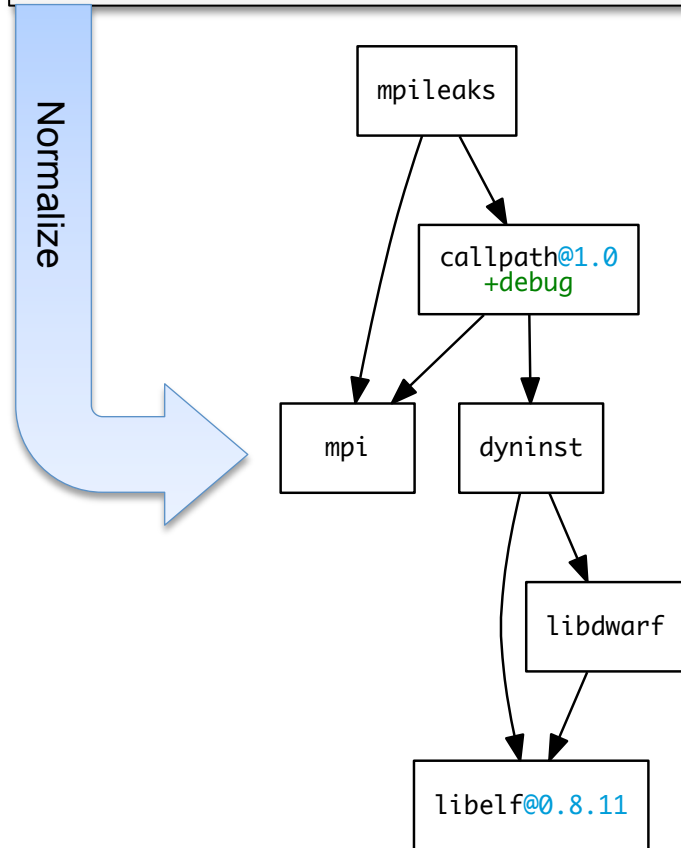 Normalize
mpileaks
callpath@1.0
+debug
mpi
dyninst
libdwarf
libelf@0.8.11